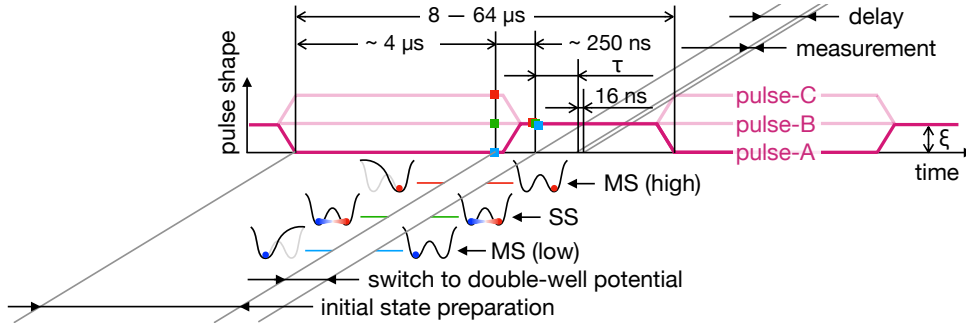 8 – 64 μs
delay
~ 4 μs
~ 250 ns
measurement
τ
16 ns
pulse shape
pulse-C
pulse-B
pulse-A
ξ
time
MS (high)
SS
MS (low)
switch to double-well potential
initial state preparation